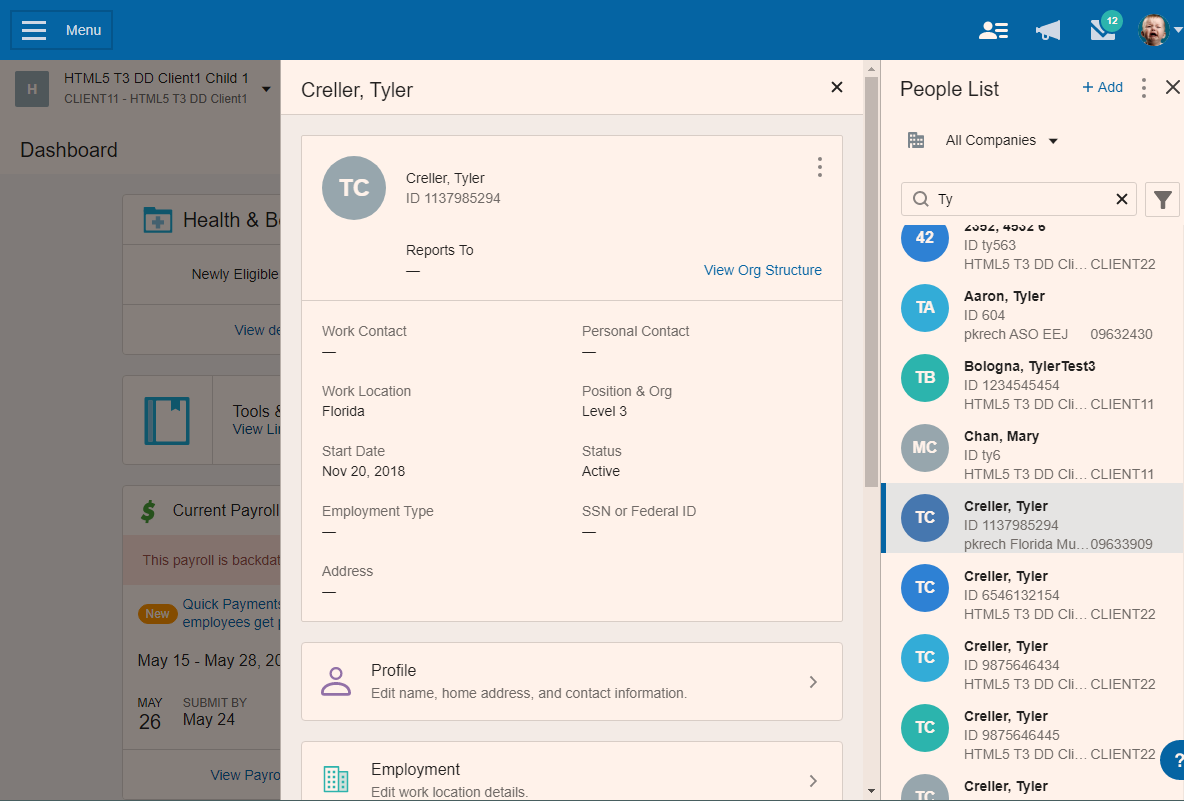 Menu
12
H
HTML5 T3 DD Client1 Child 1
CLIENT11 - HTML5 T3 DD Client1
Dashboard
Health & B
Newly Eligible
View de
Tools &
View Li
Current Payroll
This payroll is backdat
New
Quick Payments
employees get
May 15 - May 28, 20
MAY
26
SUBMIT BY
May 24
View Payro
Creller, Tyler
TC
Creller, Tyler
ID 1137985294
Reports To
—
View Org Structure
Work Contact
—
Personal Contact
—
Work Location
Florida
Position & Org
Level 3
Start Date
Nov 20, 2018
Status
Active
Employment Type
—
SSN or Federal ID
—
Address
—
Profile
Edit name, home address, and contact information.
Employment
Edit work location details.
People List
+ Add
All Companies
Ty
42
2352, 4532 6
ID ty563
HTML5 T3 DD Cli... CLIENT22
TA
Aaron, Tyler
ID 604
pkrech ASO EEJ 09632430
TB
Bologna, TylerTest3
ID 1234545454
HTML5 T3 DD Cli... CLIENT11
MC
Chan, Mary
ID ty6
HTML5 T3 DD Cli... CLIENT11
TC
Creller, Tyler
ID 1137985294
pkrech Florida Mu... 09633909
TC
Creller, Tyler
ID 6546132154
HTML5 T3 DD Cli... CLIENT22
TC
Creller, Tyler
ID 9875646434
HTML5 T3 DD Cli... CLIENT22
TC
Creller, Tyler
ID 9875646445
HTML5 T3 DD Cli... CLIENT22
TC
Creller, Tyler
?